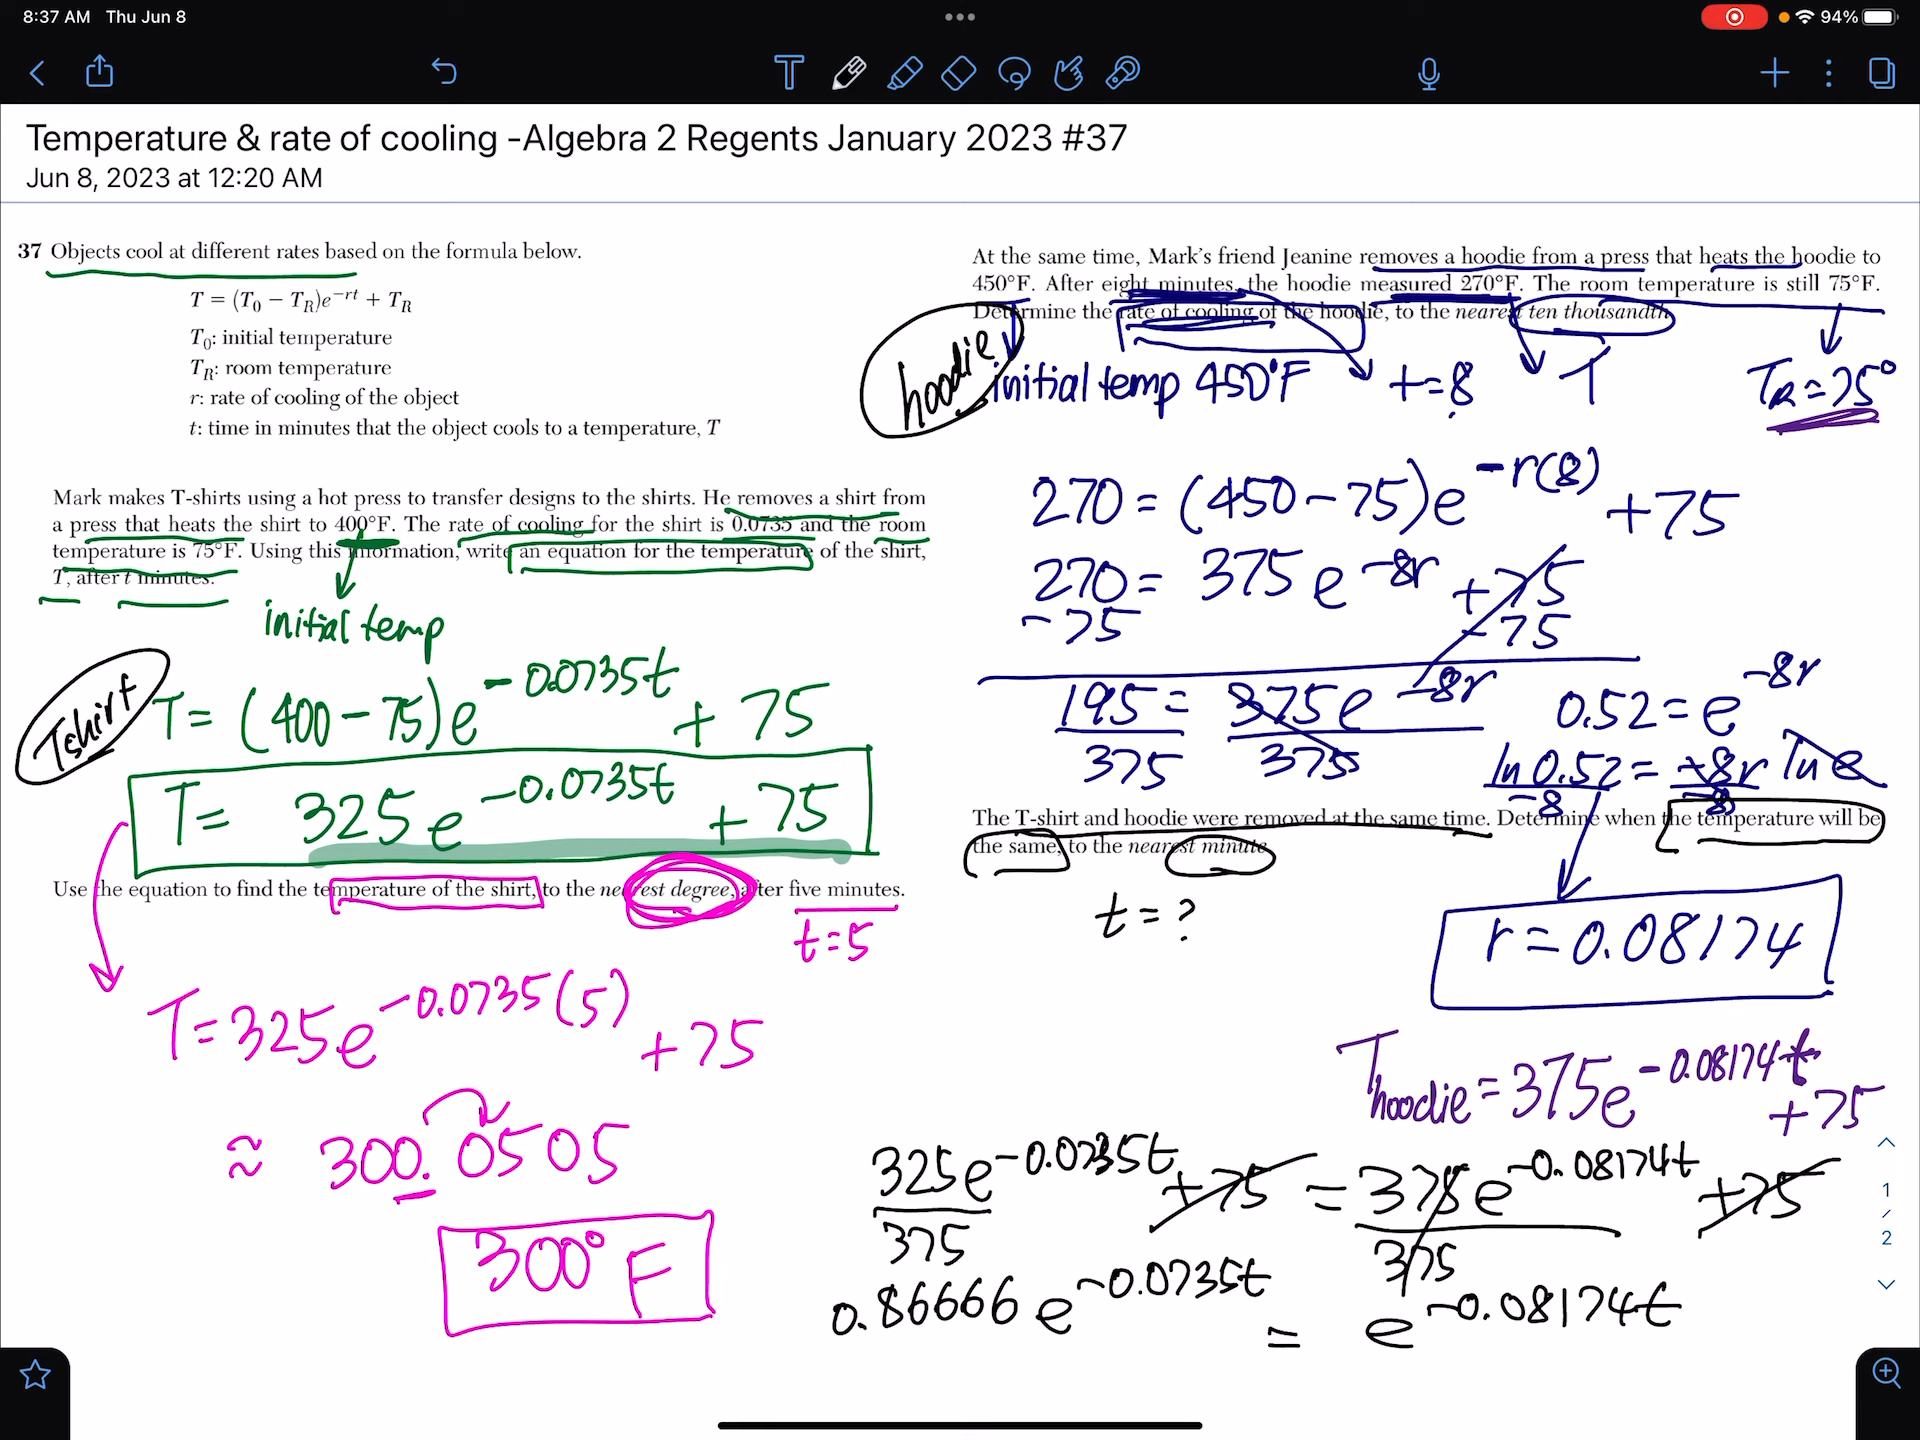 8:37 AM Thu Jun 8
94%
Temperature & rate of cooling -Algebra 2 Regents January 2023 #37
Jun 8, 2023 at 12:20 AM
37 Objects cool at different rates based on the formula below.
T = (T₀ − T_R)e^−rt + T_R
T₀: initial temperature
T_R: room temperature
r: rate of cooling of the object
t: time in minutes that the object cools to a temperature, T
Mark makes T-shirts using a hot press to transfer designs to the shirts. He removes a shirt from
a press that heats the shirt to 400°F. The rate of cooling for the shirt is 0.0735 and the room
temperature is 75°F. Using this information, write an equation for the temperature of the shirt,
T, after t minutes.
initial temp
Tshirt
T = (400 − 75)e^−0.0735t + 75
T = 325e^−0.0735t + 75
Use the equation to find the temperature of the shirt, to the nearest degree, after five minutes.
t=5
T=325e^−0.0735(5) +75
≈ 300.0505
300° F
At the same time, Mark's friend Jeanine removes a hoodie from a press that heats the hoodie to
450°F. After eight minutes, the hoodie measured 270°F. The room temperature is still 75°F.
Determine the rate of cooling of the hoodie, to the nearest ten thousandth.
hoodie
initial temp 450°F t=8 T T_R=75°
270 = (450−75)e^−r(8) +75
270 = 375e^−8r +75
−75 −75
195 = 375e^−8r 0.52 = e^−8r
375 375 ln 0.52 = −8r ln e
−8 −8
The T-shirt and hoodie were removed at the same time. Determine when the temperature will be
the same, to the nearest minute.
t = ?
r = 0.08174
T hoodie = 375e^−0.08174t +75
325e^−0.0735t +75 = 375e^−0.08174t +75
375 375
0.86666e^−0.0735t = e^−0.08174t
1
/
2